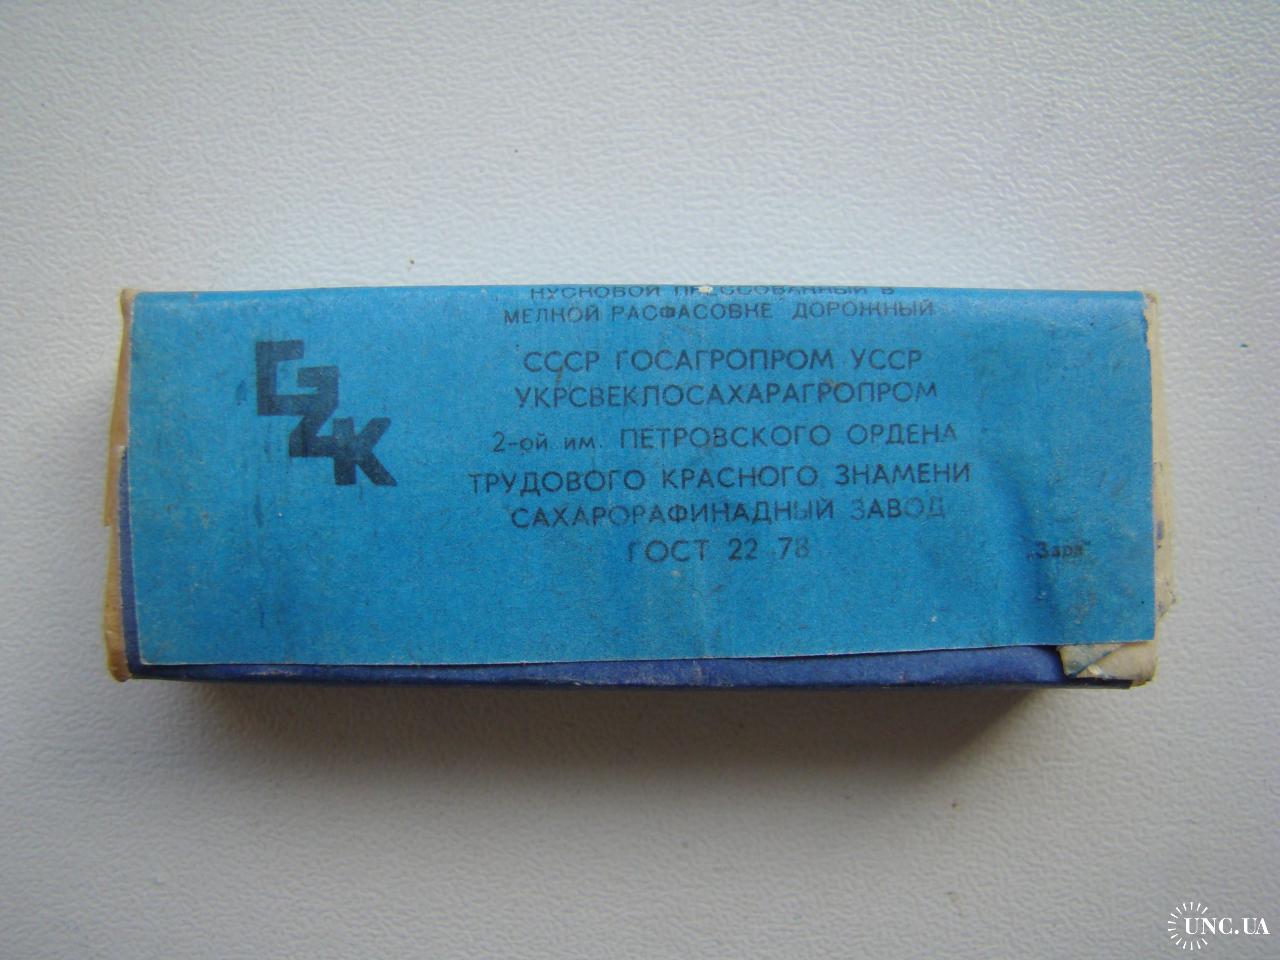 КУСКОВОЙ ПРЕССОВАННЫЙ В
МЕЛКОЙ РАСФАСОВКЕ ДОРОЖНЫЙ
СССР ГОСАГРОПРОМ УССР
УКРСВЕКЛОСАХАРАГРОПРОМ
2-ой им. ПЕТРОВСКОГО ОРДЕНА
ТРУДОВОГО КРАСНОГО ЗНАМЕНИ
САХАРОРАФИНАДНЫЙ ЗАВОД
ГОСТ 22 78
„Заря"
UNC.UA